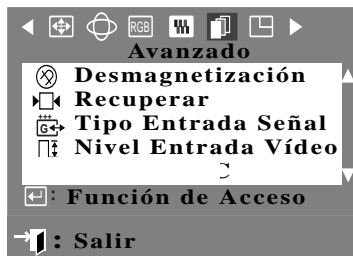 RGB
Avanzado
Desmagnetización
Recuperar
Tipo Entrada Señal
Nivel Entrada Vídeo
: Función de Acceso
: Salir